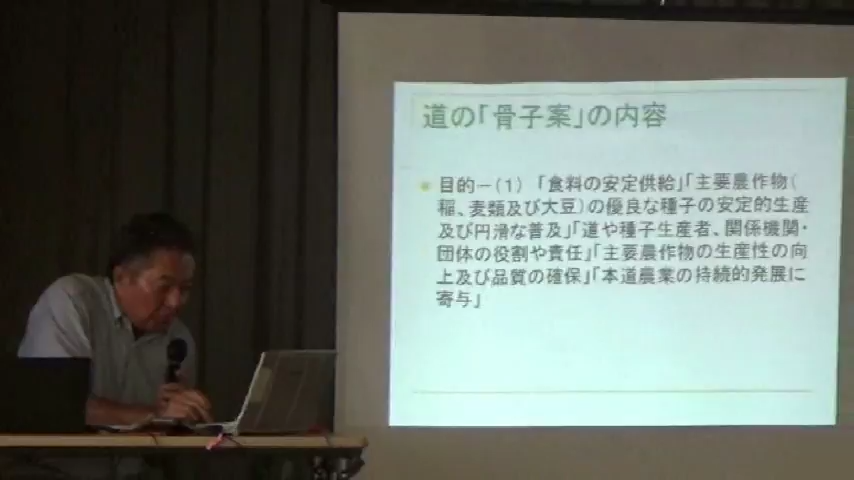 道の「骨子案」の内容
目的－(1) 「食料の安定供給」「主要農作物(
稲、麦類及び大豆)の優良な種子の安定的生産
及び円滑な普及」「道や種子生産者、関係機関・
団体の役割や責任」「主要農作物の生産性の向
上及び品質の確保」「本道農業の持続的発展に
寄与」